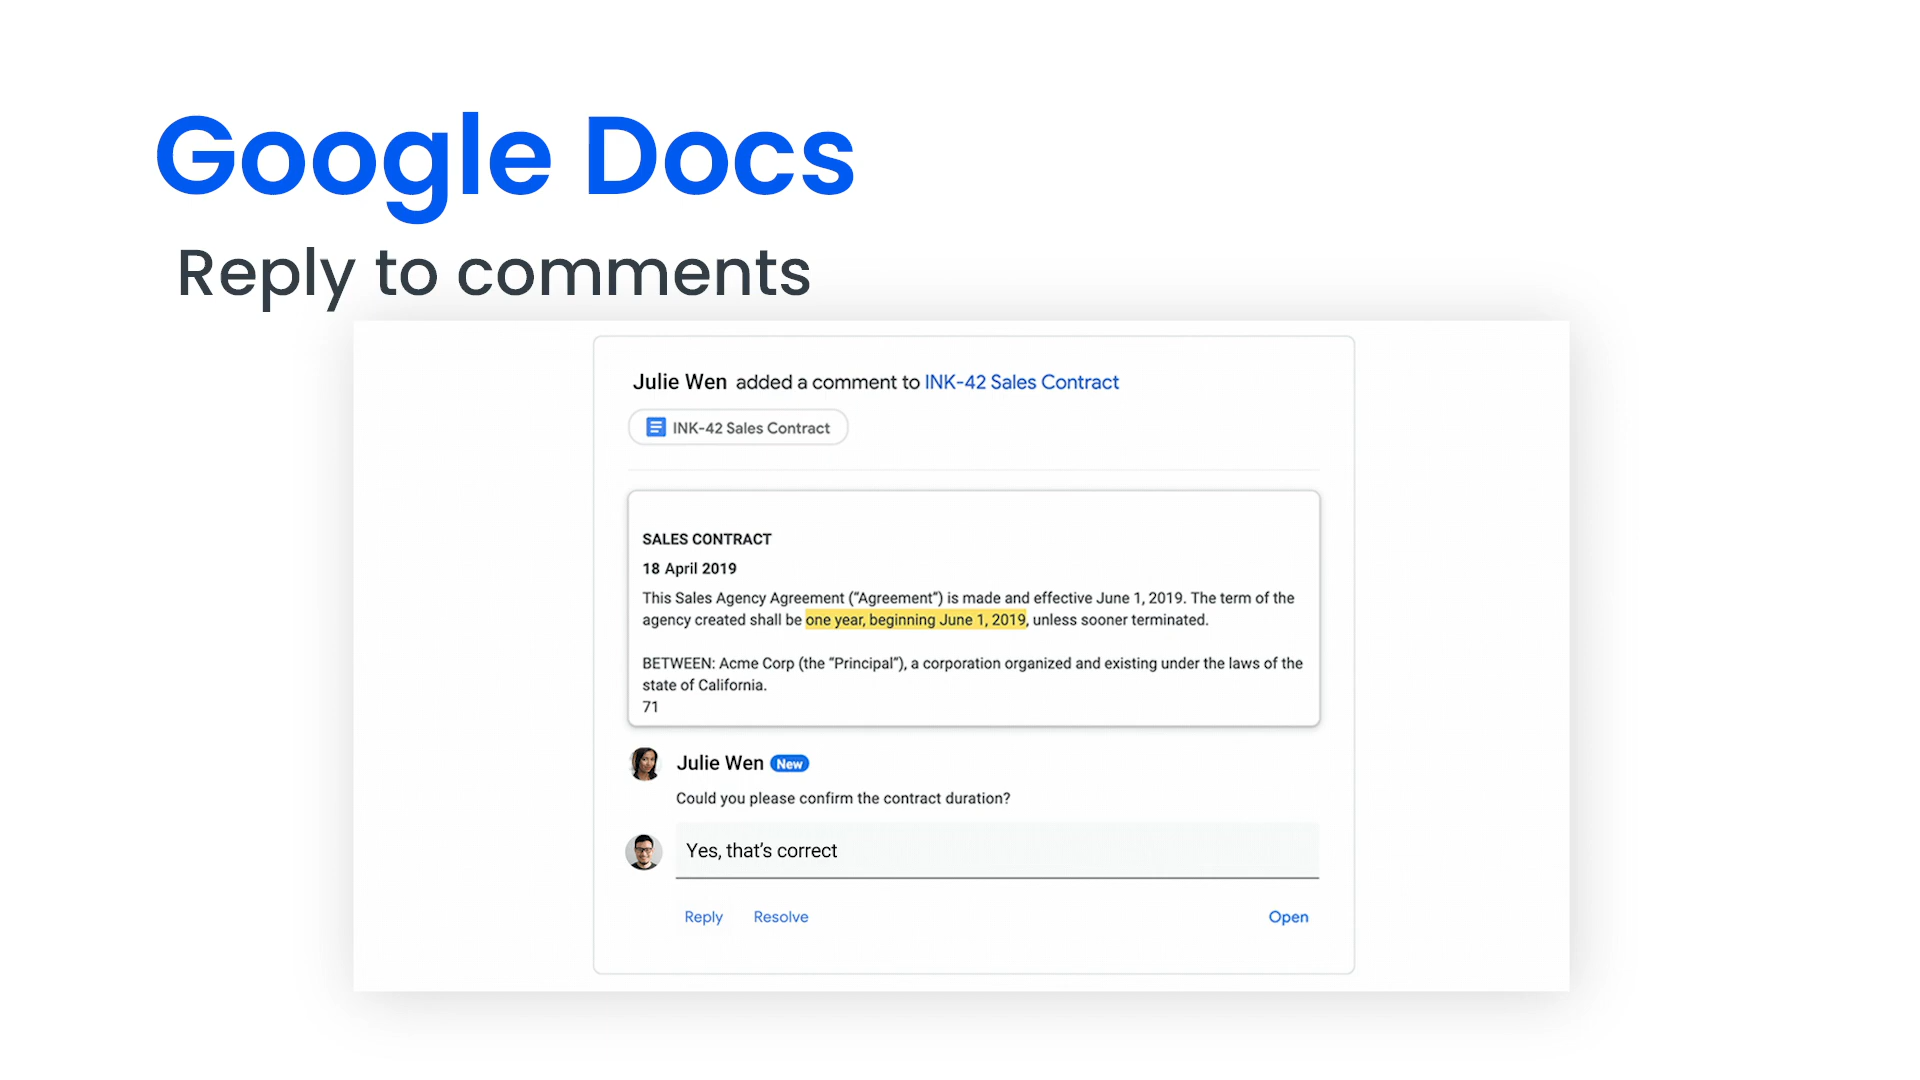 Google Docs
Reply to comments
Julie Wen added a comment to INK-42 Sales Contract
INK-42 Sales Contract
SALES CONTRACT
18 April 2019
This Sales Agency Agreement (“Agreement”) is made and effective June 1, 2019. The term of the
agency created shall be one year, beginning June 1, 2019, unless sooner terminated.
BETWEEN: Acme Corp (the “Principal”), a corporation organized and existing under the laws of the
state of California.
71
Julie Wen New
Could you please confirm the contract duration?
Yes, that’s correct
Reply Resolve Open